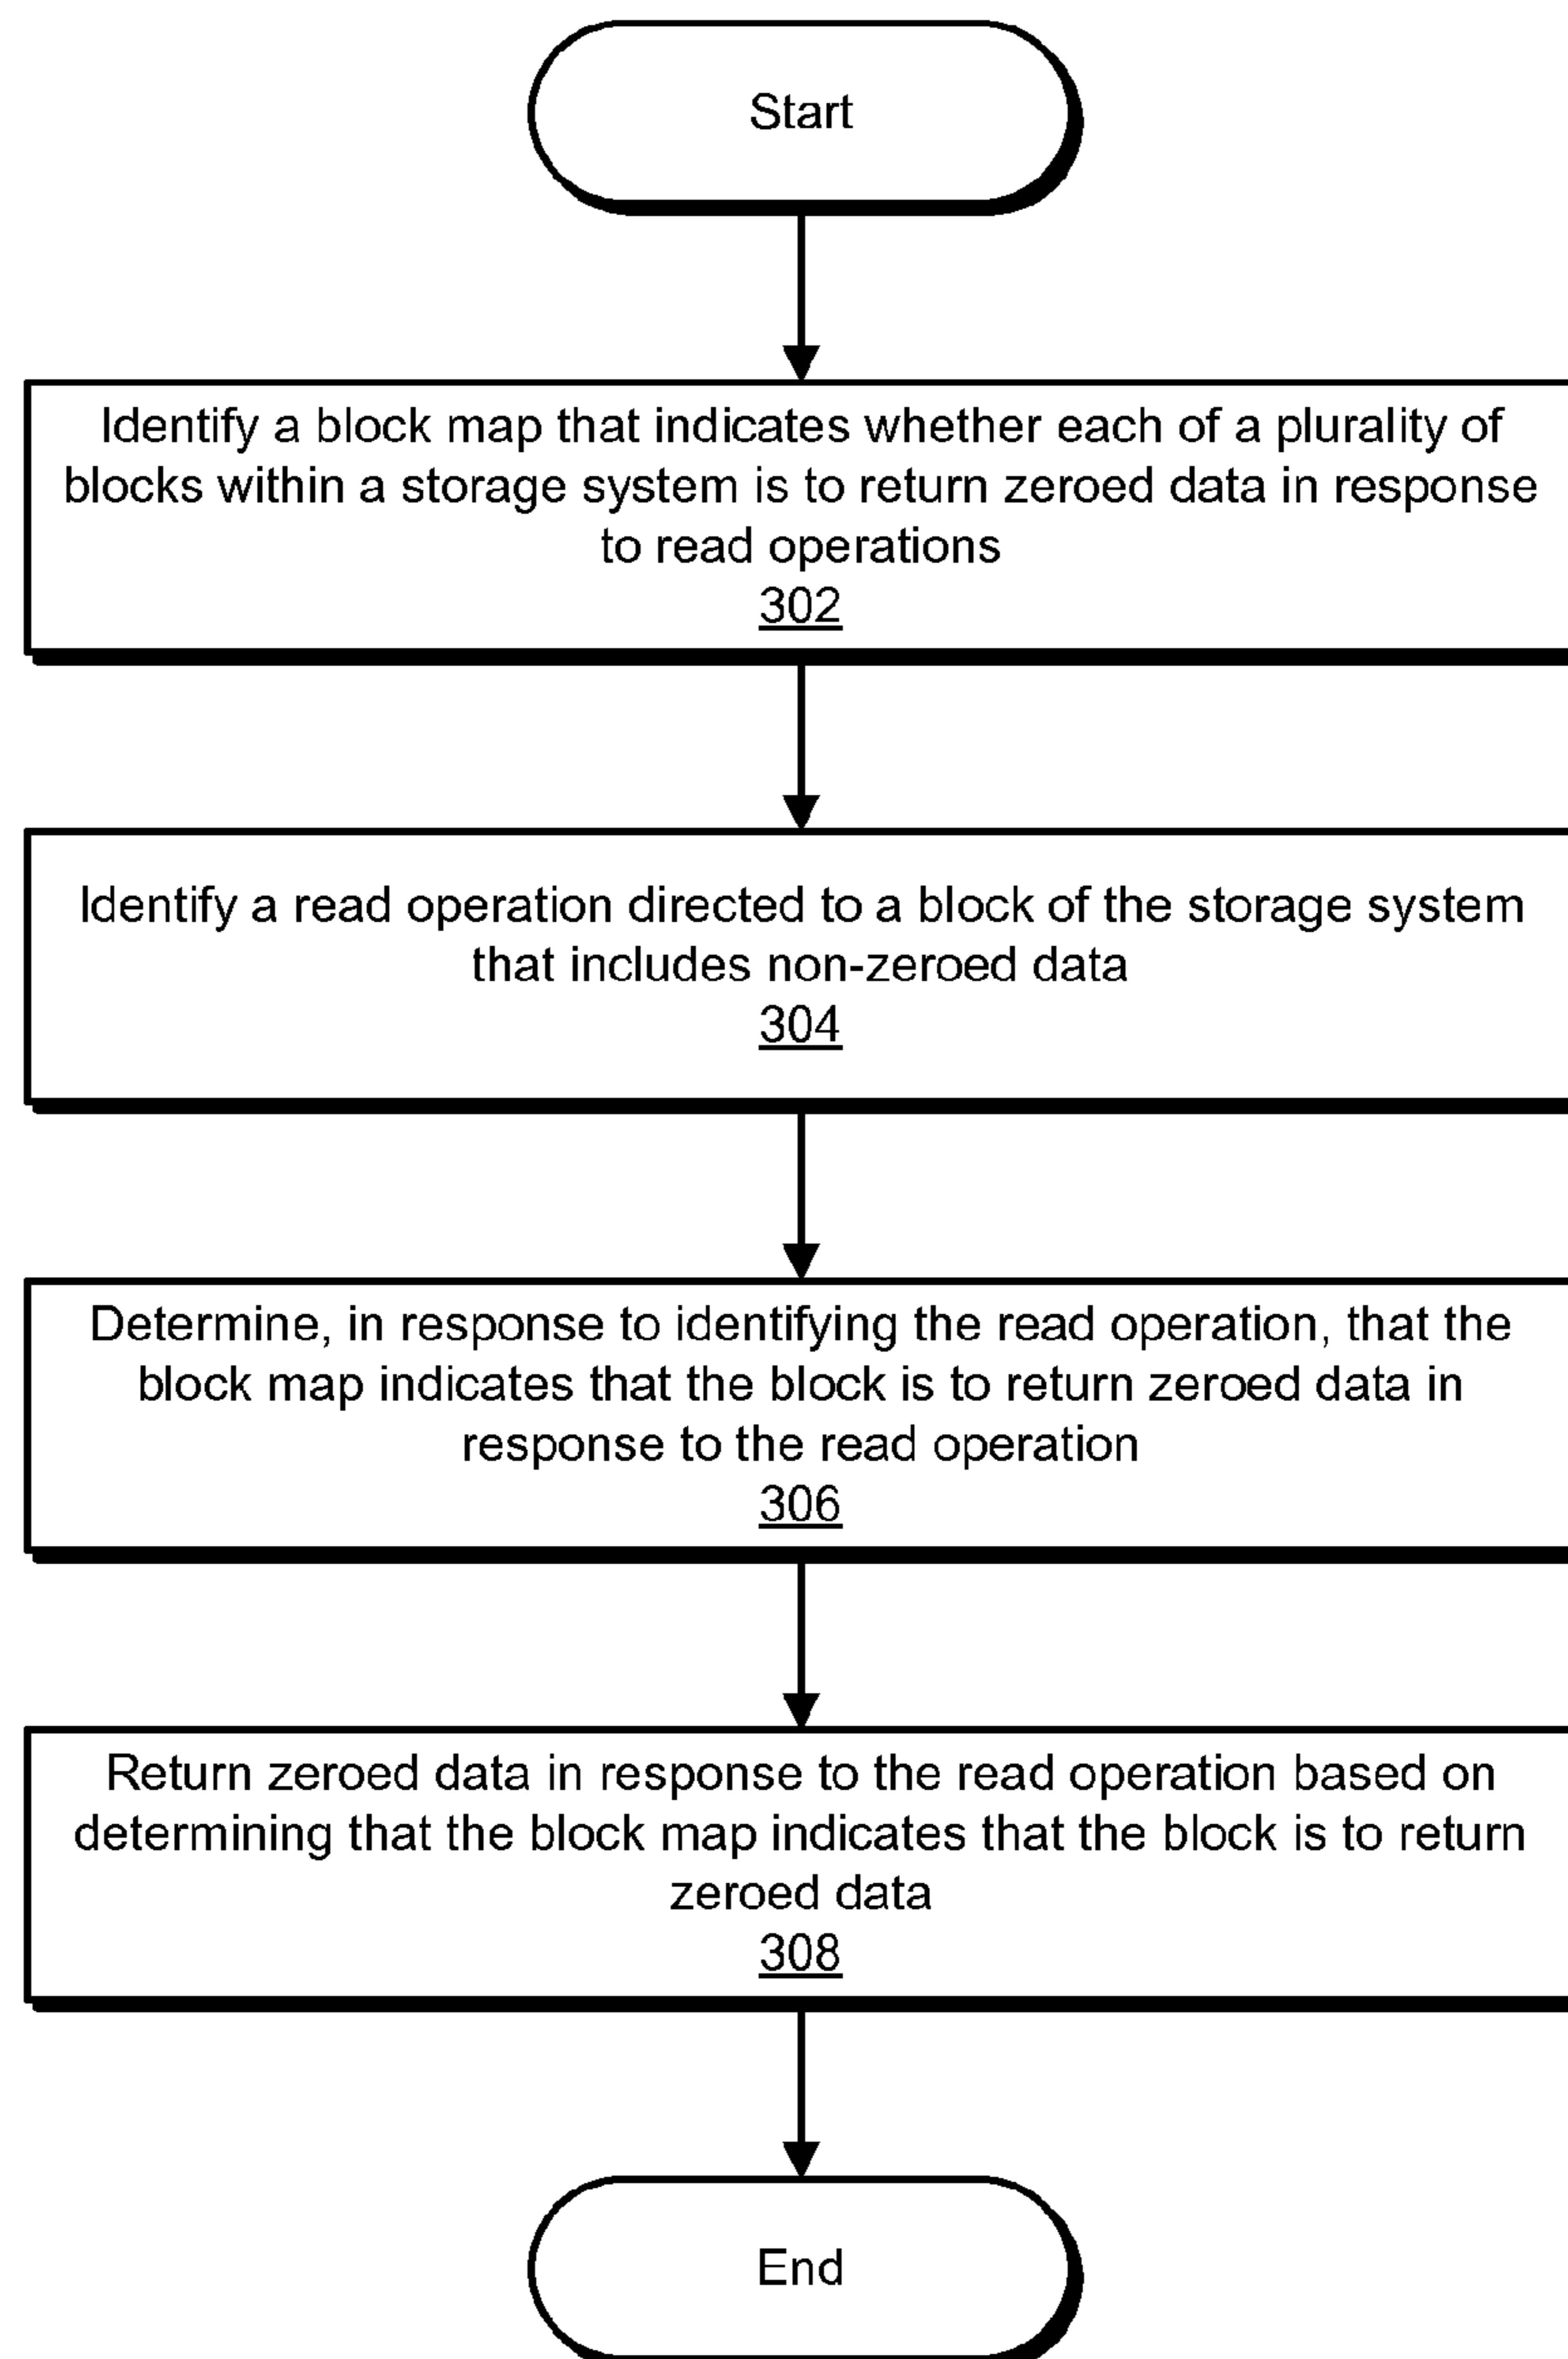 Start
Identify a block map that indicates whether each of a plurality of
blocks within a storage system is to return zeroed data in response
to read operations
302
Identify a read operation directed to a block of the storage system
that includes non-zeroed data
304
Determine, in response to identifying the read operation, that the
block map indicates that the block is to return zeroed data in
response to the read operation
306
Return zeroed data in response to the read operation based on
determining that the block map indicates that the block is to return
zeroed data
308
End